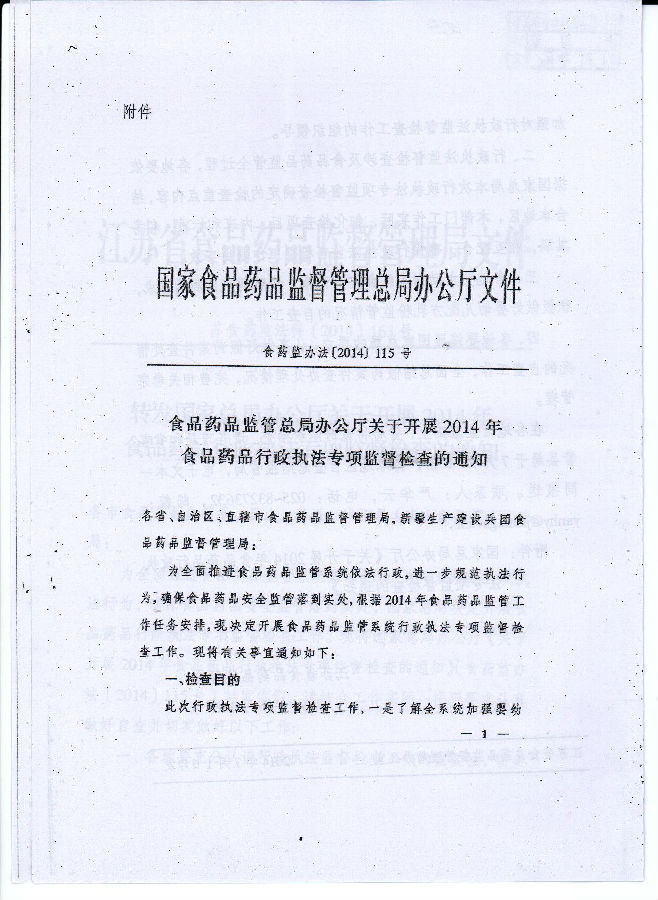 附件
国家食品药品监督管理总局办公厅文件
食药监办法〔2014〕115 号
食品药品监管总局办公厅关于开展 2014 年
食品药品行政执法专项监督检查的通知
各省、自治区、直辖市食品药品监督管理局，新疆生产建设兵团食
品药品监督管理局：
为全面推进食品药品监管系统依法行政，进一步规范执法行
为，确保食品药品安全监管落到实处，根据 2014 年食品药品监管工
作任务安排，现决定开展食品药品监管系统行政执法专项监督检
查工作。现将有关事宜通知如下：
一、检查目的
此次行政执法专项监督检查工作，一是了解全系统加强婴幼
— 1 —